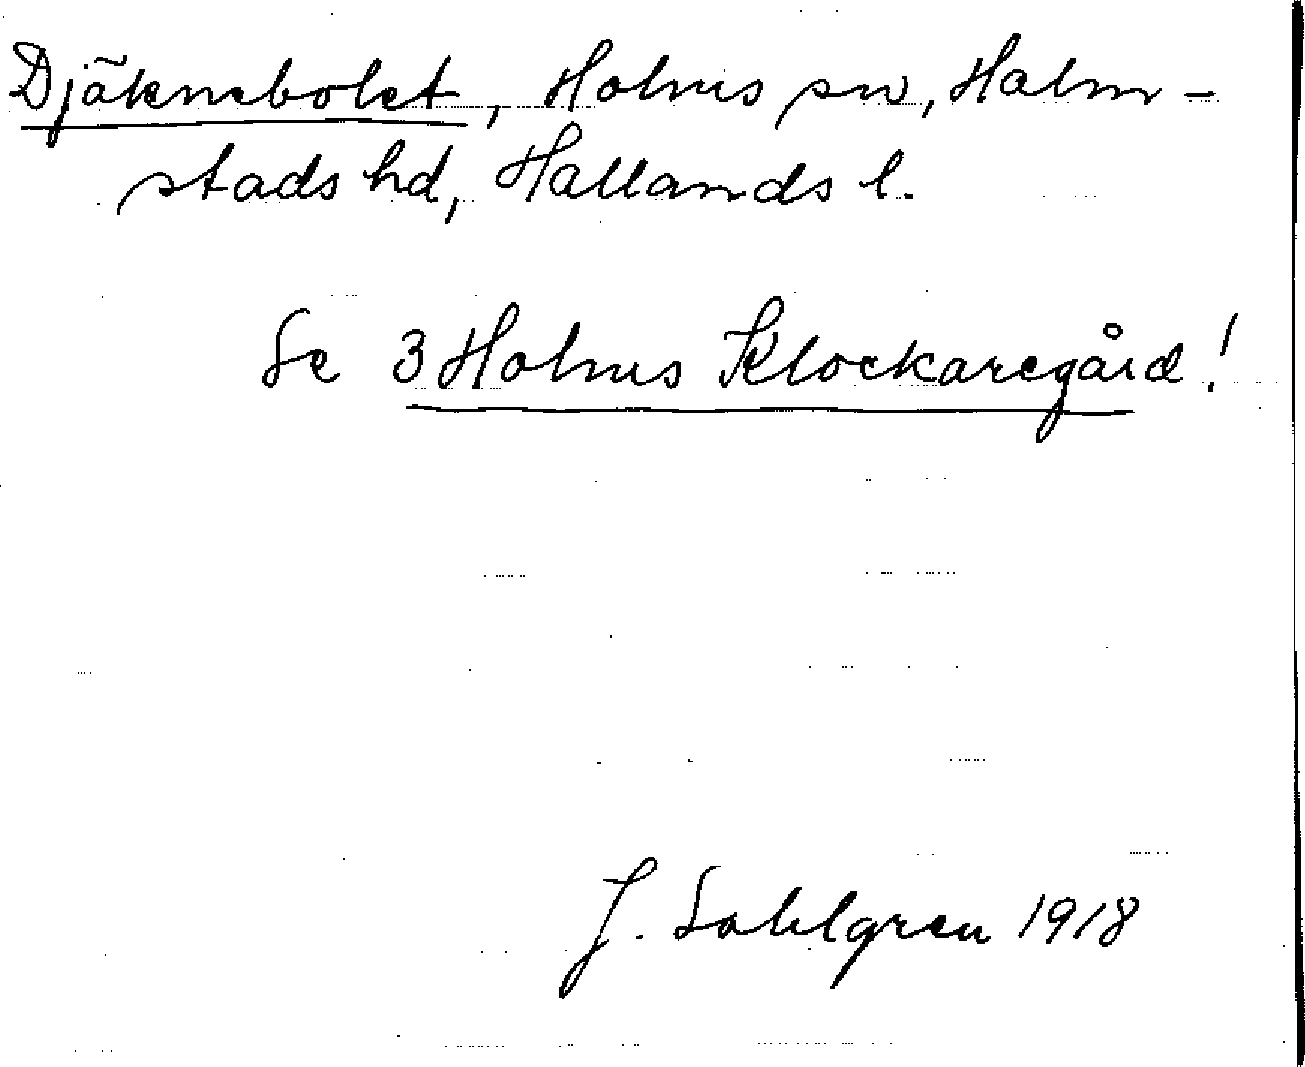 Djäknebolet, Holms sn, Halm-
stads hd, Hallands l.
Se 3 Holms Klockaregård!
J. Sahlgren 1918